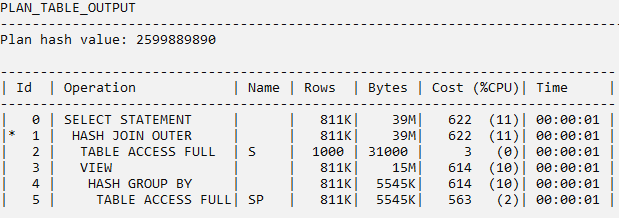 PLAN_TABLE_OUTPUT
--------------------------------------------------------------------------------
Plan hash value: 2599889890
--------------------------------------------------------------------------------
| Id  | Operation            | Name | Rows  | Bytes | Cost (%CPU)| Time     |
--------------------------------------------------------------------------------
|   0 | SELECT STATEMENT     |      |   811K|    39M|   622  (11)| 00:00:01 |
|*  1 |  HASH JOIN OUTER     |      |   811K|    39M|   622  (11)| 00:00:01 |
|   2 |   TABLE ACCESS FULL  | S    |  1000 | 31000 |     3   (0)| 00:00:01 |
|   3 |   VIEW               |      |   811K|    15M|   614  (10)| 00:00:01 |
|   4 |    HASH GROUP BY     |      |   811K|  5545K|   614  (10)| 00:00:01 |
|   5 |     TABLE ACCESS FULL| SP   |   811K|  5545K|   563   (2)| 00:00:01 |